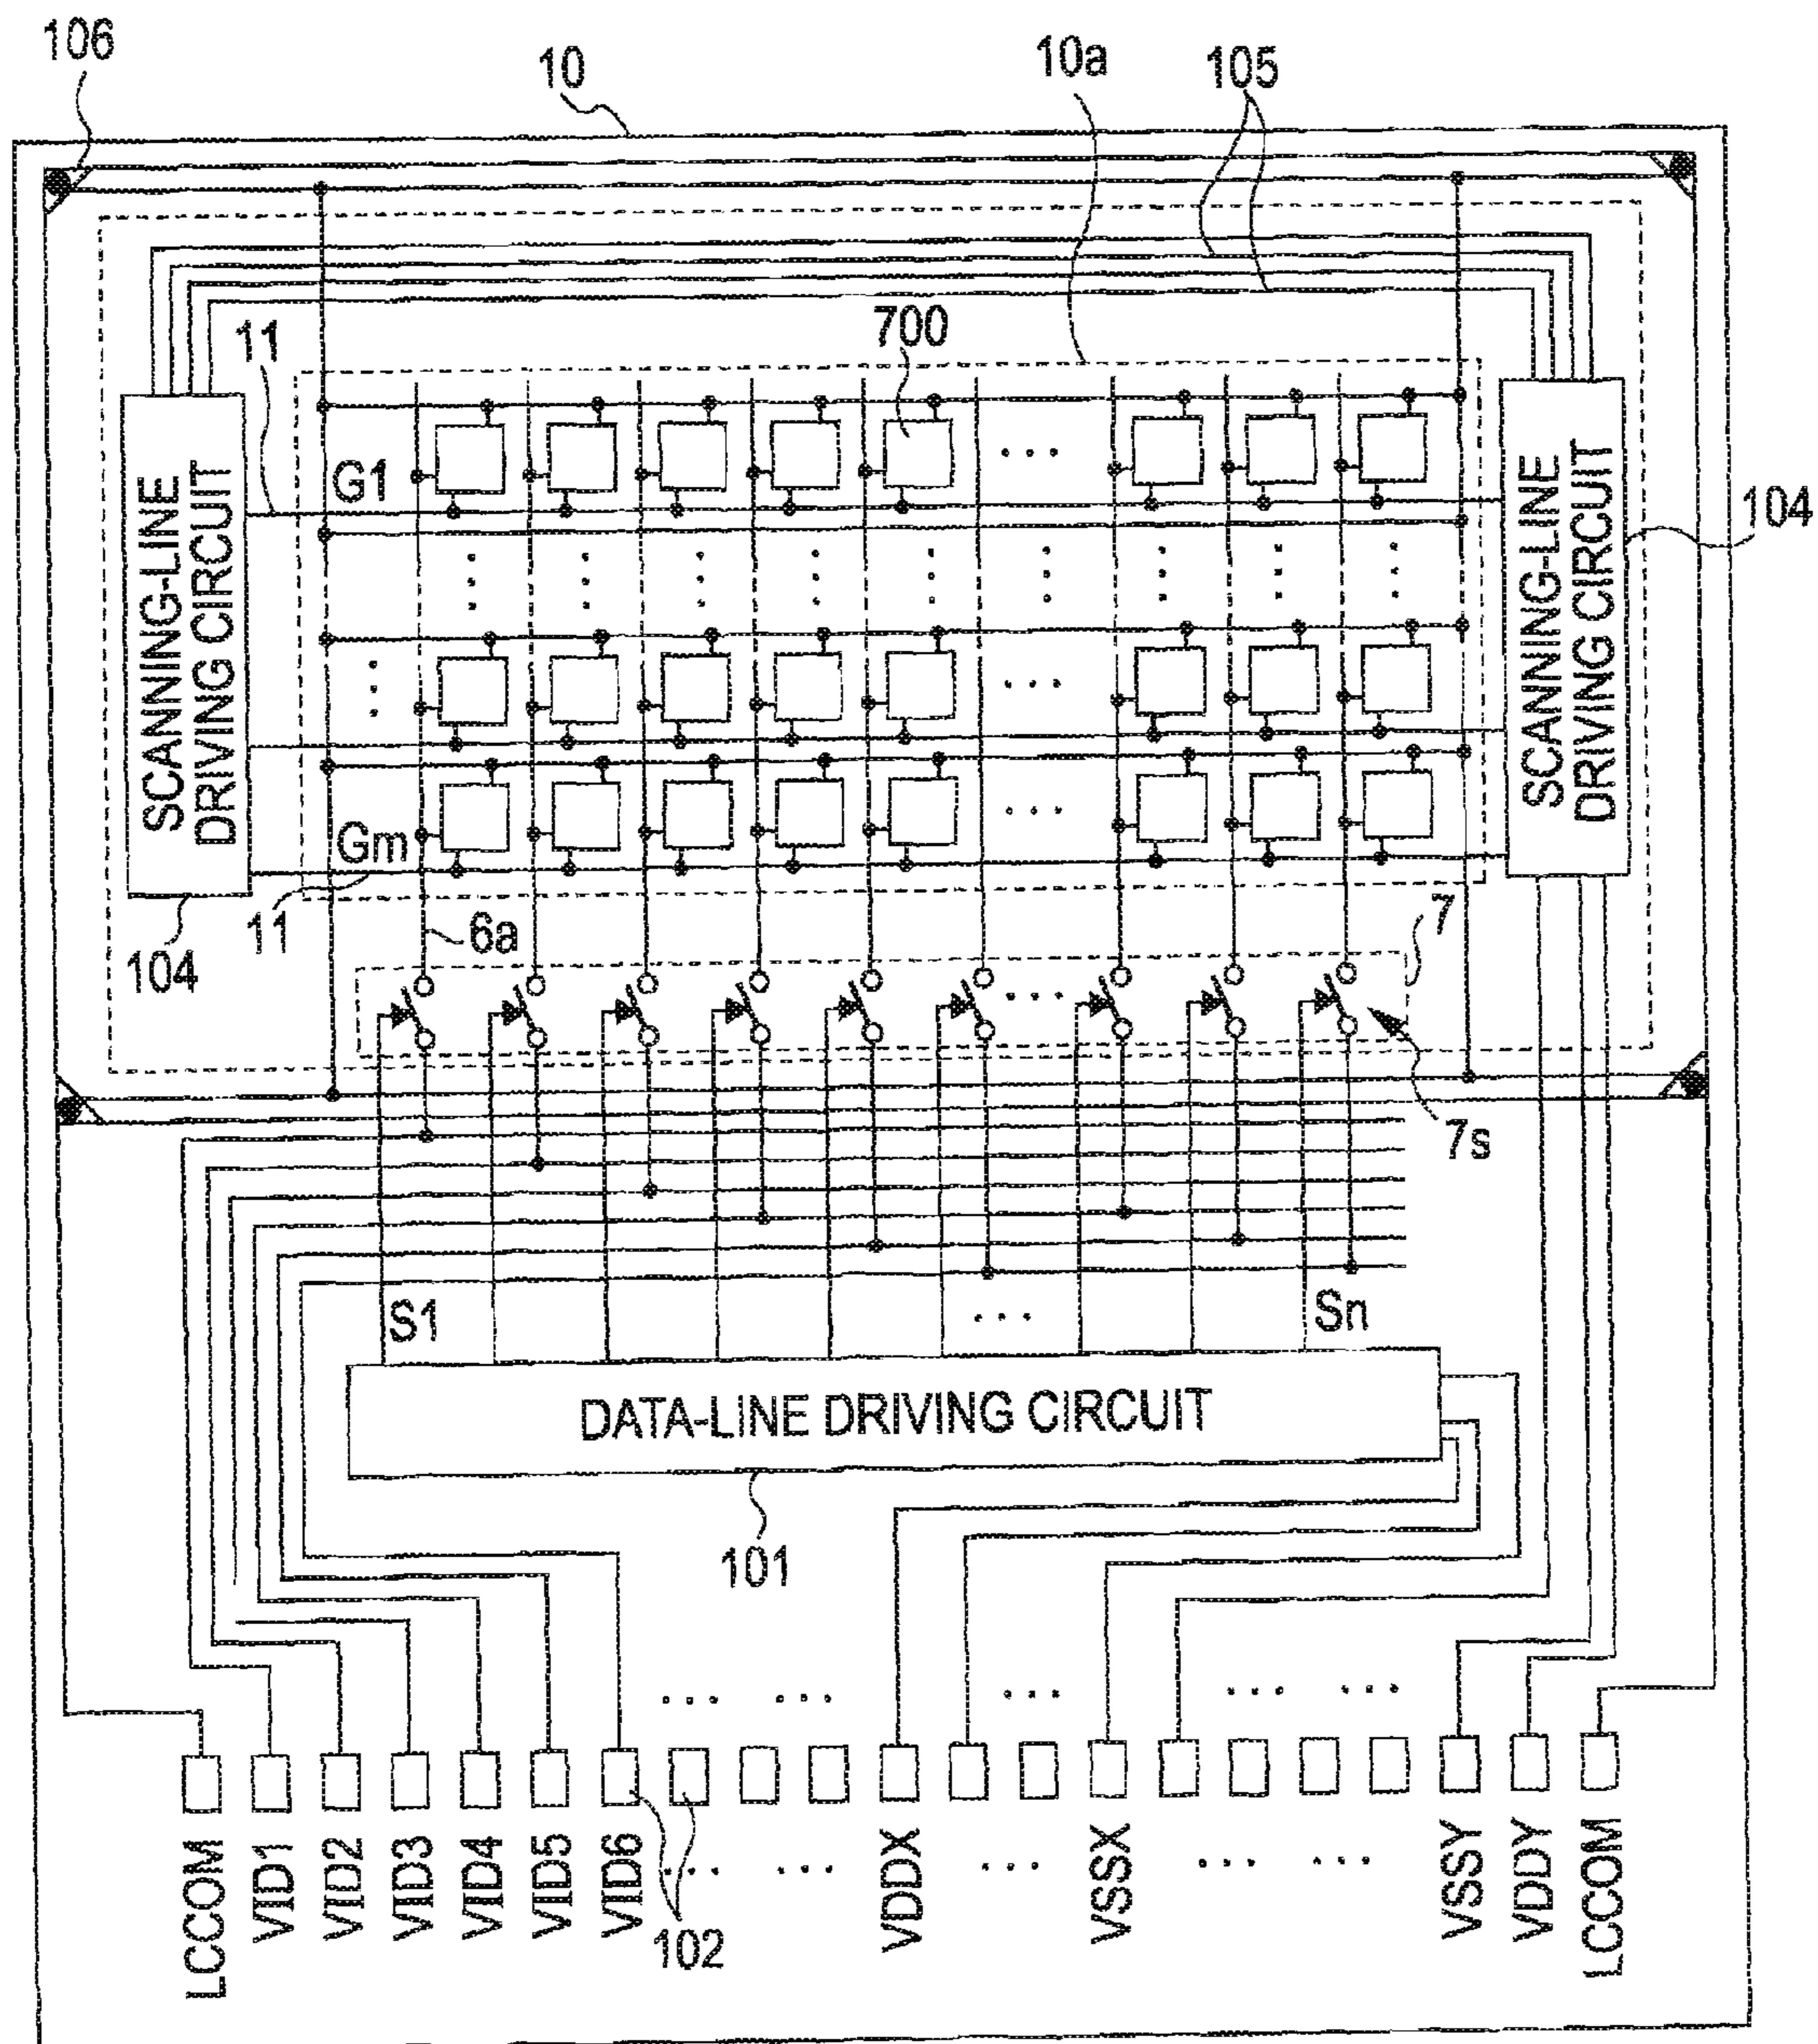 106
10
10a
105
11
700
G1
SCANNING-LINE
DRIVING CIRCUIT
SCANNING-LINE
DRIVING CIRCUIT
104
Gm
11
6a
7
104
7s
S1
Sn
DATA-LINE DRIVING CIRCUIT
101
LCCOM
VID1
VID2
VID3
VID4
VID5
VID6
VDDX
VSSX
VSSY
VDDY
LCCOM
102